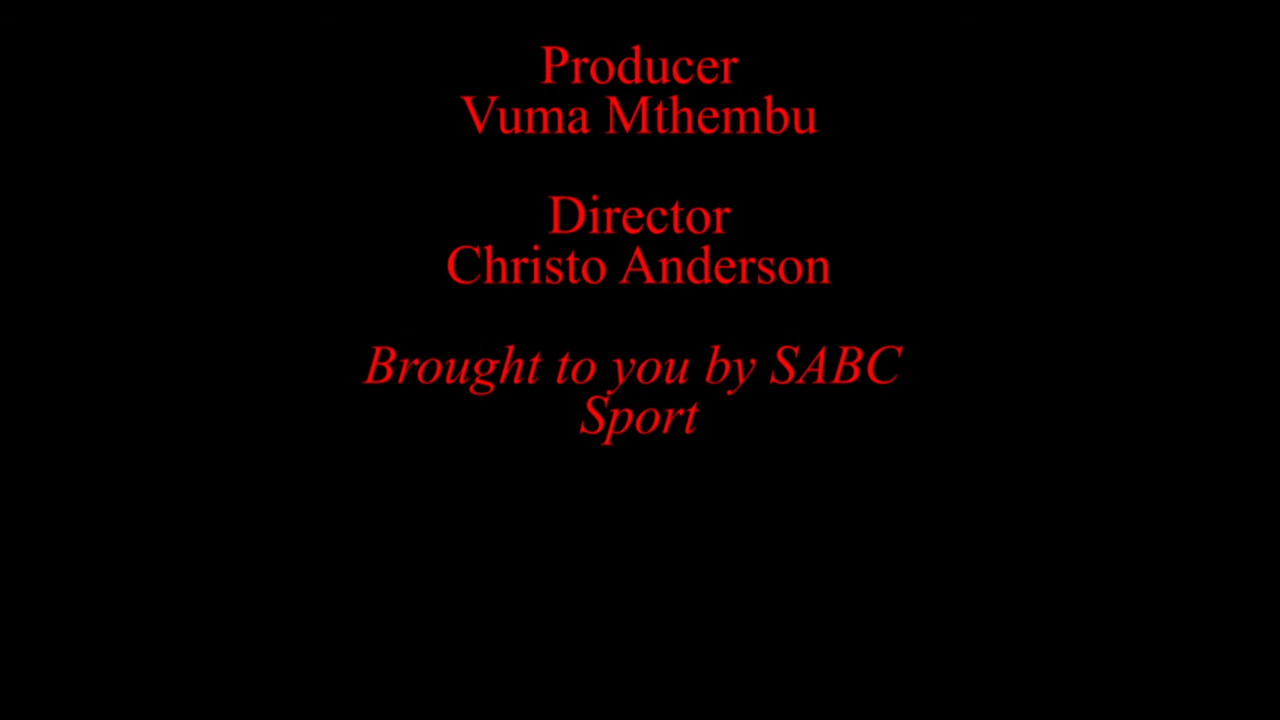 Producer
Vuma Mthembu
Director
Christo Anderson
Brought to you by SABC
Sport